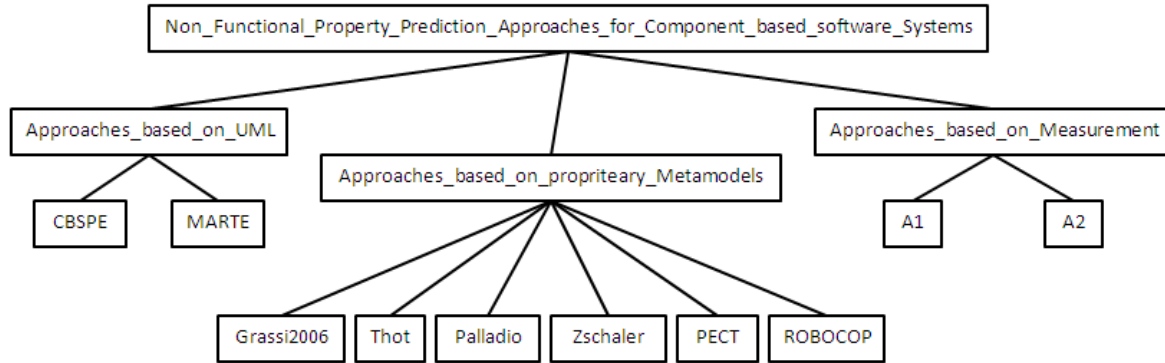 Non_Functional_Property_Prediction_Approaches_for_Component_based_software_Systems
Approaches_based_on_UML
Approaches_based_on_Measurement
Approaches_based_on_propriteary_Metamodels
CBSPE
MARTE
A1
A2
Grassi2006
Thot
Palladio
Zschaler
PECT
ROBOCOP